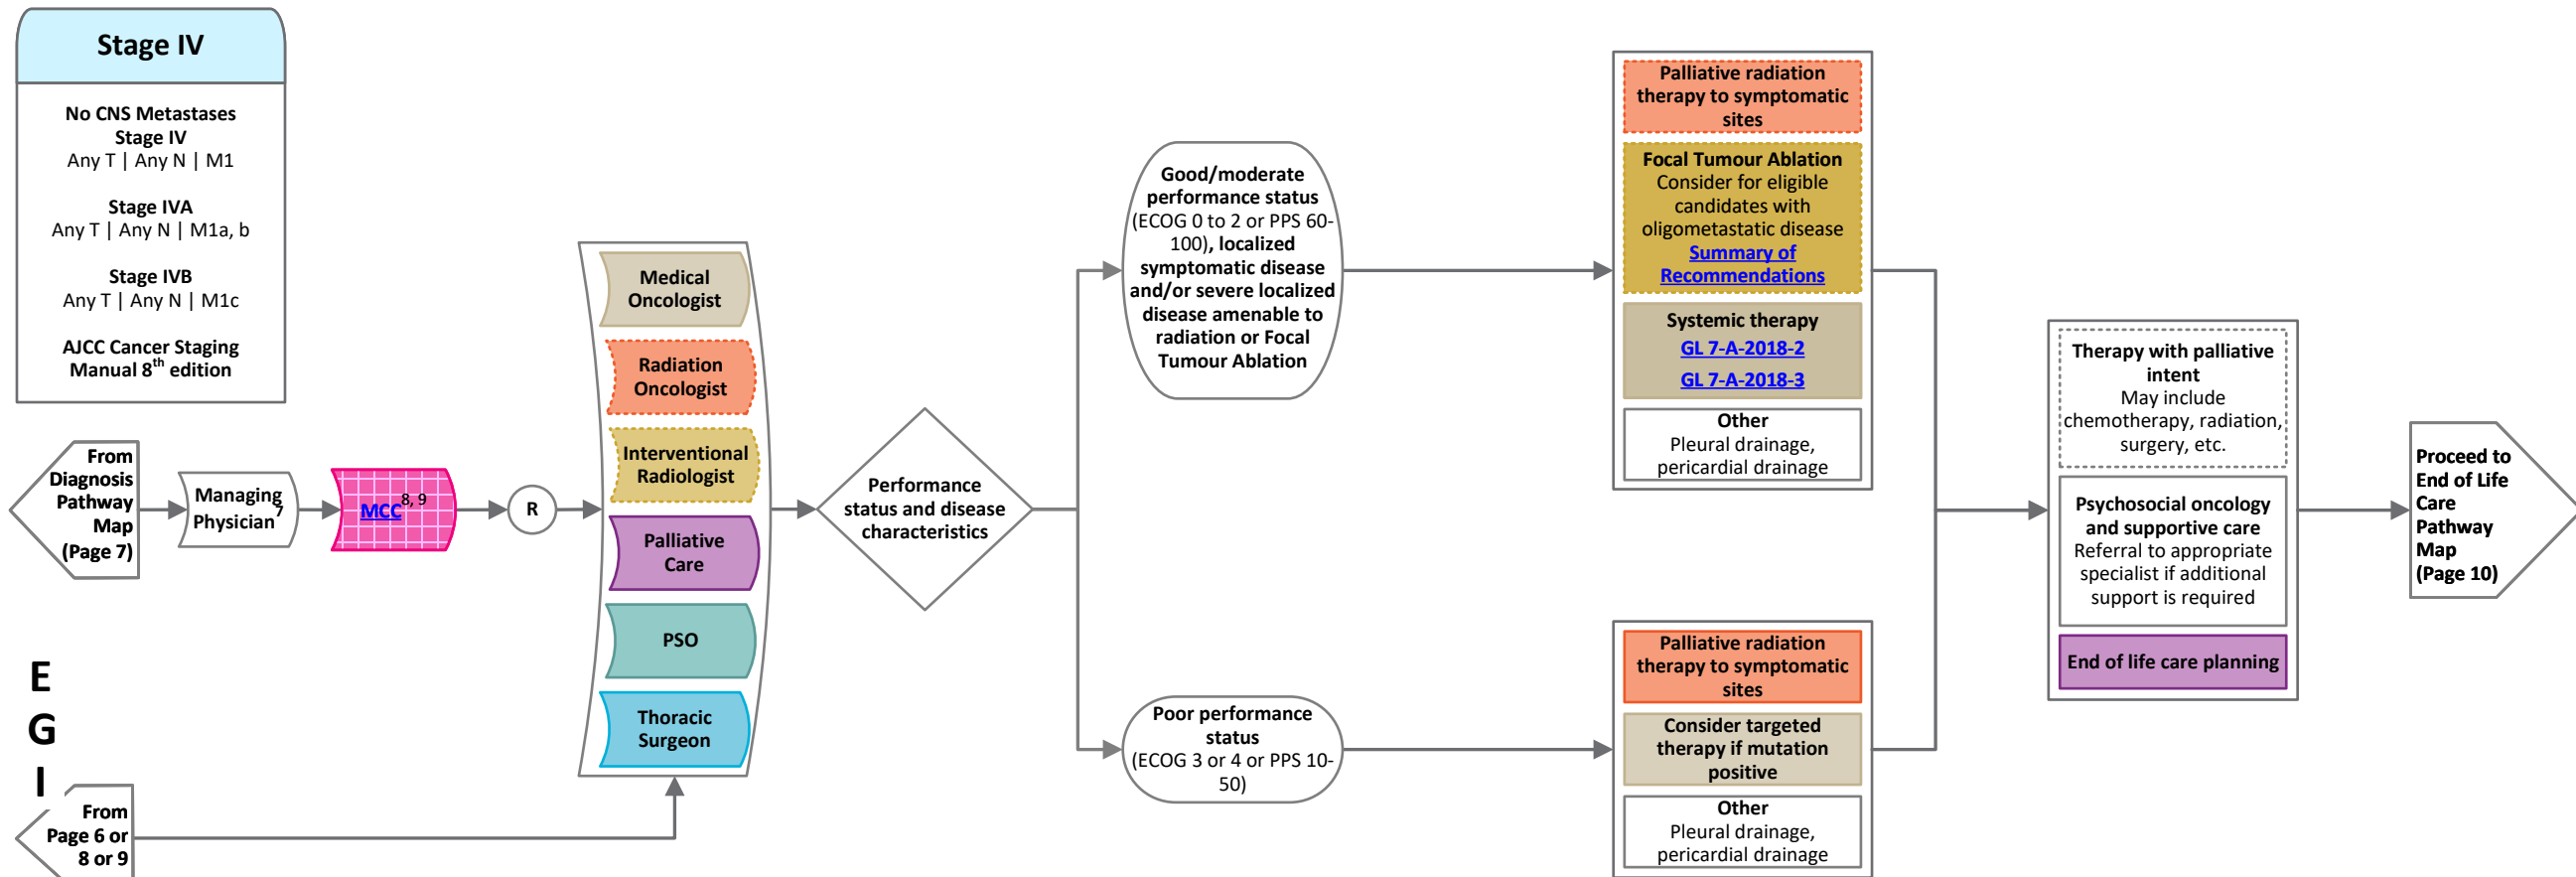 Stage IV
No CNS Metastases
Stage IV
Any T | Any N | M1
Stage IVA
Any T | Any N | M1a, b
Stage IVB
Any T | Any N | M1c
AJCC Cancer Staging
Manual 8th edition
From
Diagnosis
Pathway
Map
(Page 7)
Managing
Physician7
MCC8, 9
R
E
G
I
From
Page 6 or
8 or 9
Medical
Oncologist
Radiation
Oncologist
Interventional
Radiologist
Palliative
Care
PSO
Thoracic
Surgeon
Performance
status and disease
characteristics
Good/moderate
performance status
(ECOG 0 to 2 or PPS 60-
100), localized
symptomatic disease
and/or severe localized
disease amenable to
radiation or Focal
Tumour Ablation
Poor performance
status
(ECOG 3 or 4 or PPS 10-
50)
Palliative radiation
therapy to symptomatic
sites
Focal Tumour Ablation
Consider for eligible
candidates with
oligometastatic disease
Summary of
Recommendations
Systemic therapy
GL 7-A-2018-2
GL 7-A-2018-3
Other
Pleural drainage,
pericardial drainage
Palliative radiation
therapy to symptomatic
sites
Consider targeted
therapy if mutation
positive
Other
Pleural drainage,
pericardial drainage
Therapy with palliative
intent
May include
chemotherapy, radiation,
surgery, etc.
Psychosocial oncology
and supportive care
Referral to appropriate
specialist if additional
support is required
End of life care planning
Proceed to
End of Life
Care
Pathway
Map
(Page 10)